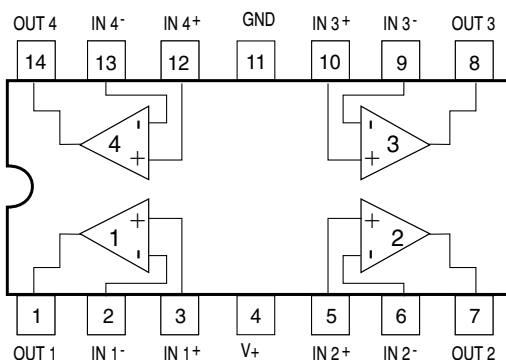 OUT 4 IN 4- IN 4+ GND IN 3+ IN 3- OUT 3
14 13 12 11 10 9 8
4 - + - + 3
1 + - + - 2
1 2 3 4 5 6 7
OUT 1 IN 1- IN 1+ V+ IN 2+ IN 2- OUT 2